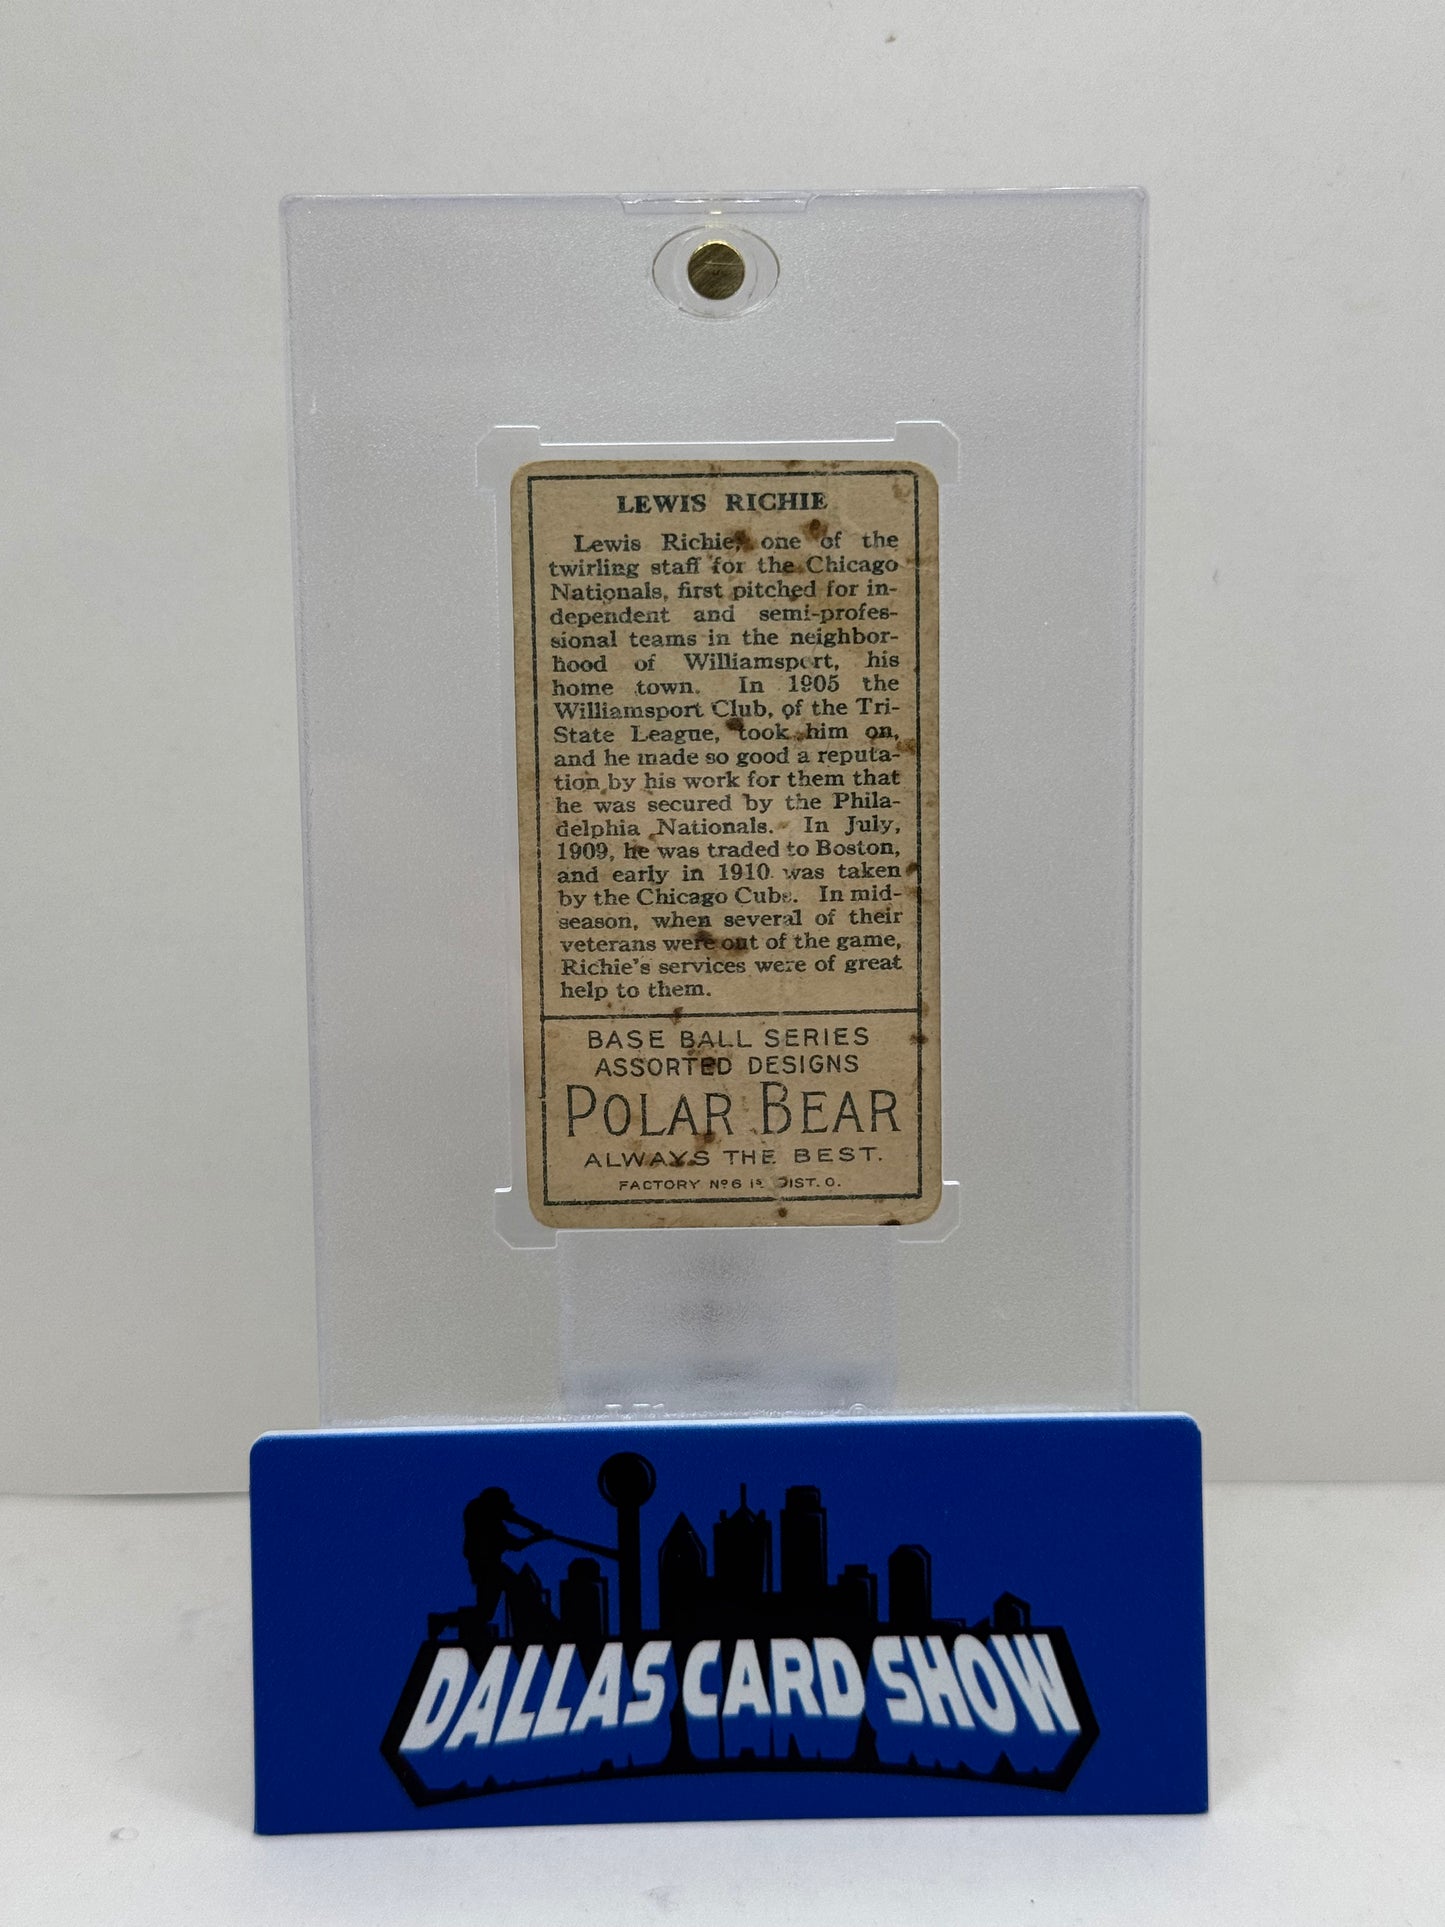 LEWIS RICHIE
Lewis Richie, one of the
twirling staff for the Chicago
Nationals, first pitched for in-
dependent and semi-profes-
sional teams in the neighbor-
hood of Williamsport, his
home town. In 1905 the
Williamsport Club, of the Tri-
State League, took him on,
and he made so good a reputa-
tion by his work for them that
he was secured by the Phila-
delphia Nationals. In July,
1909, he was traded to Boston,
and early in 1910 was taken
by the Chicago Cubs. In mid-
season, when several of their
veterans were out of the game,
Richie's services were of great
help to them.
BASE BALL SERIES
ASSORTED DESIGNS
POLAR BEAR
ALWAYS THE BEST.
FACTORY Nº 6 1st DIST. O.
DALLAS CARD SHOW